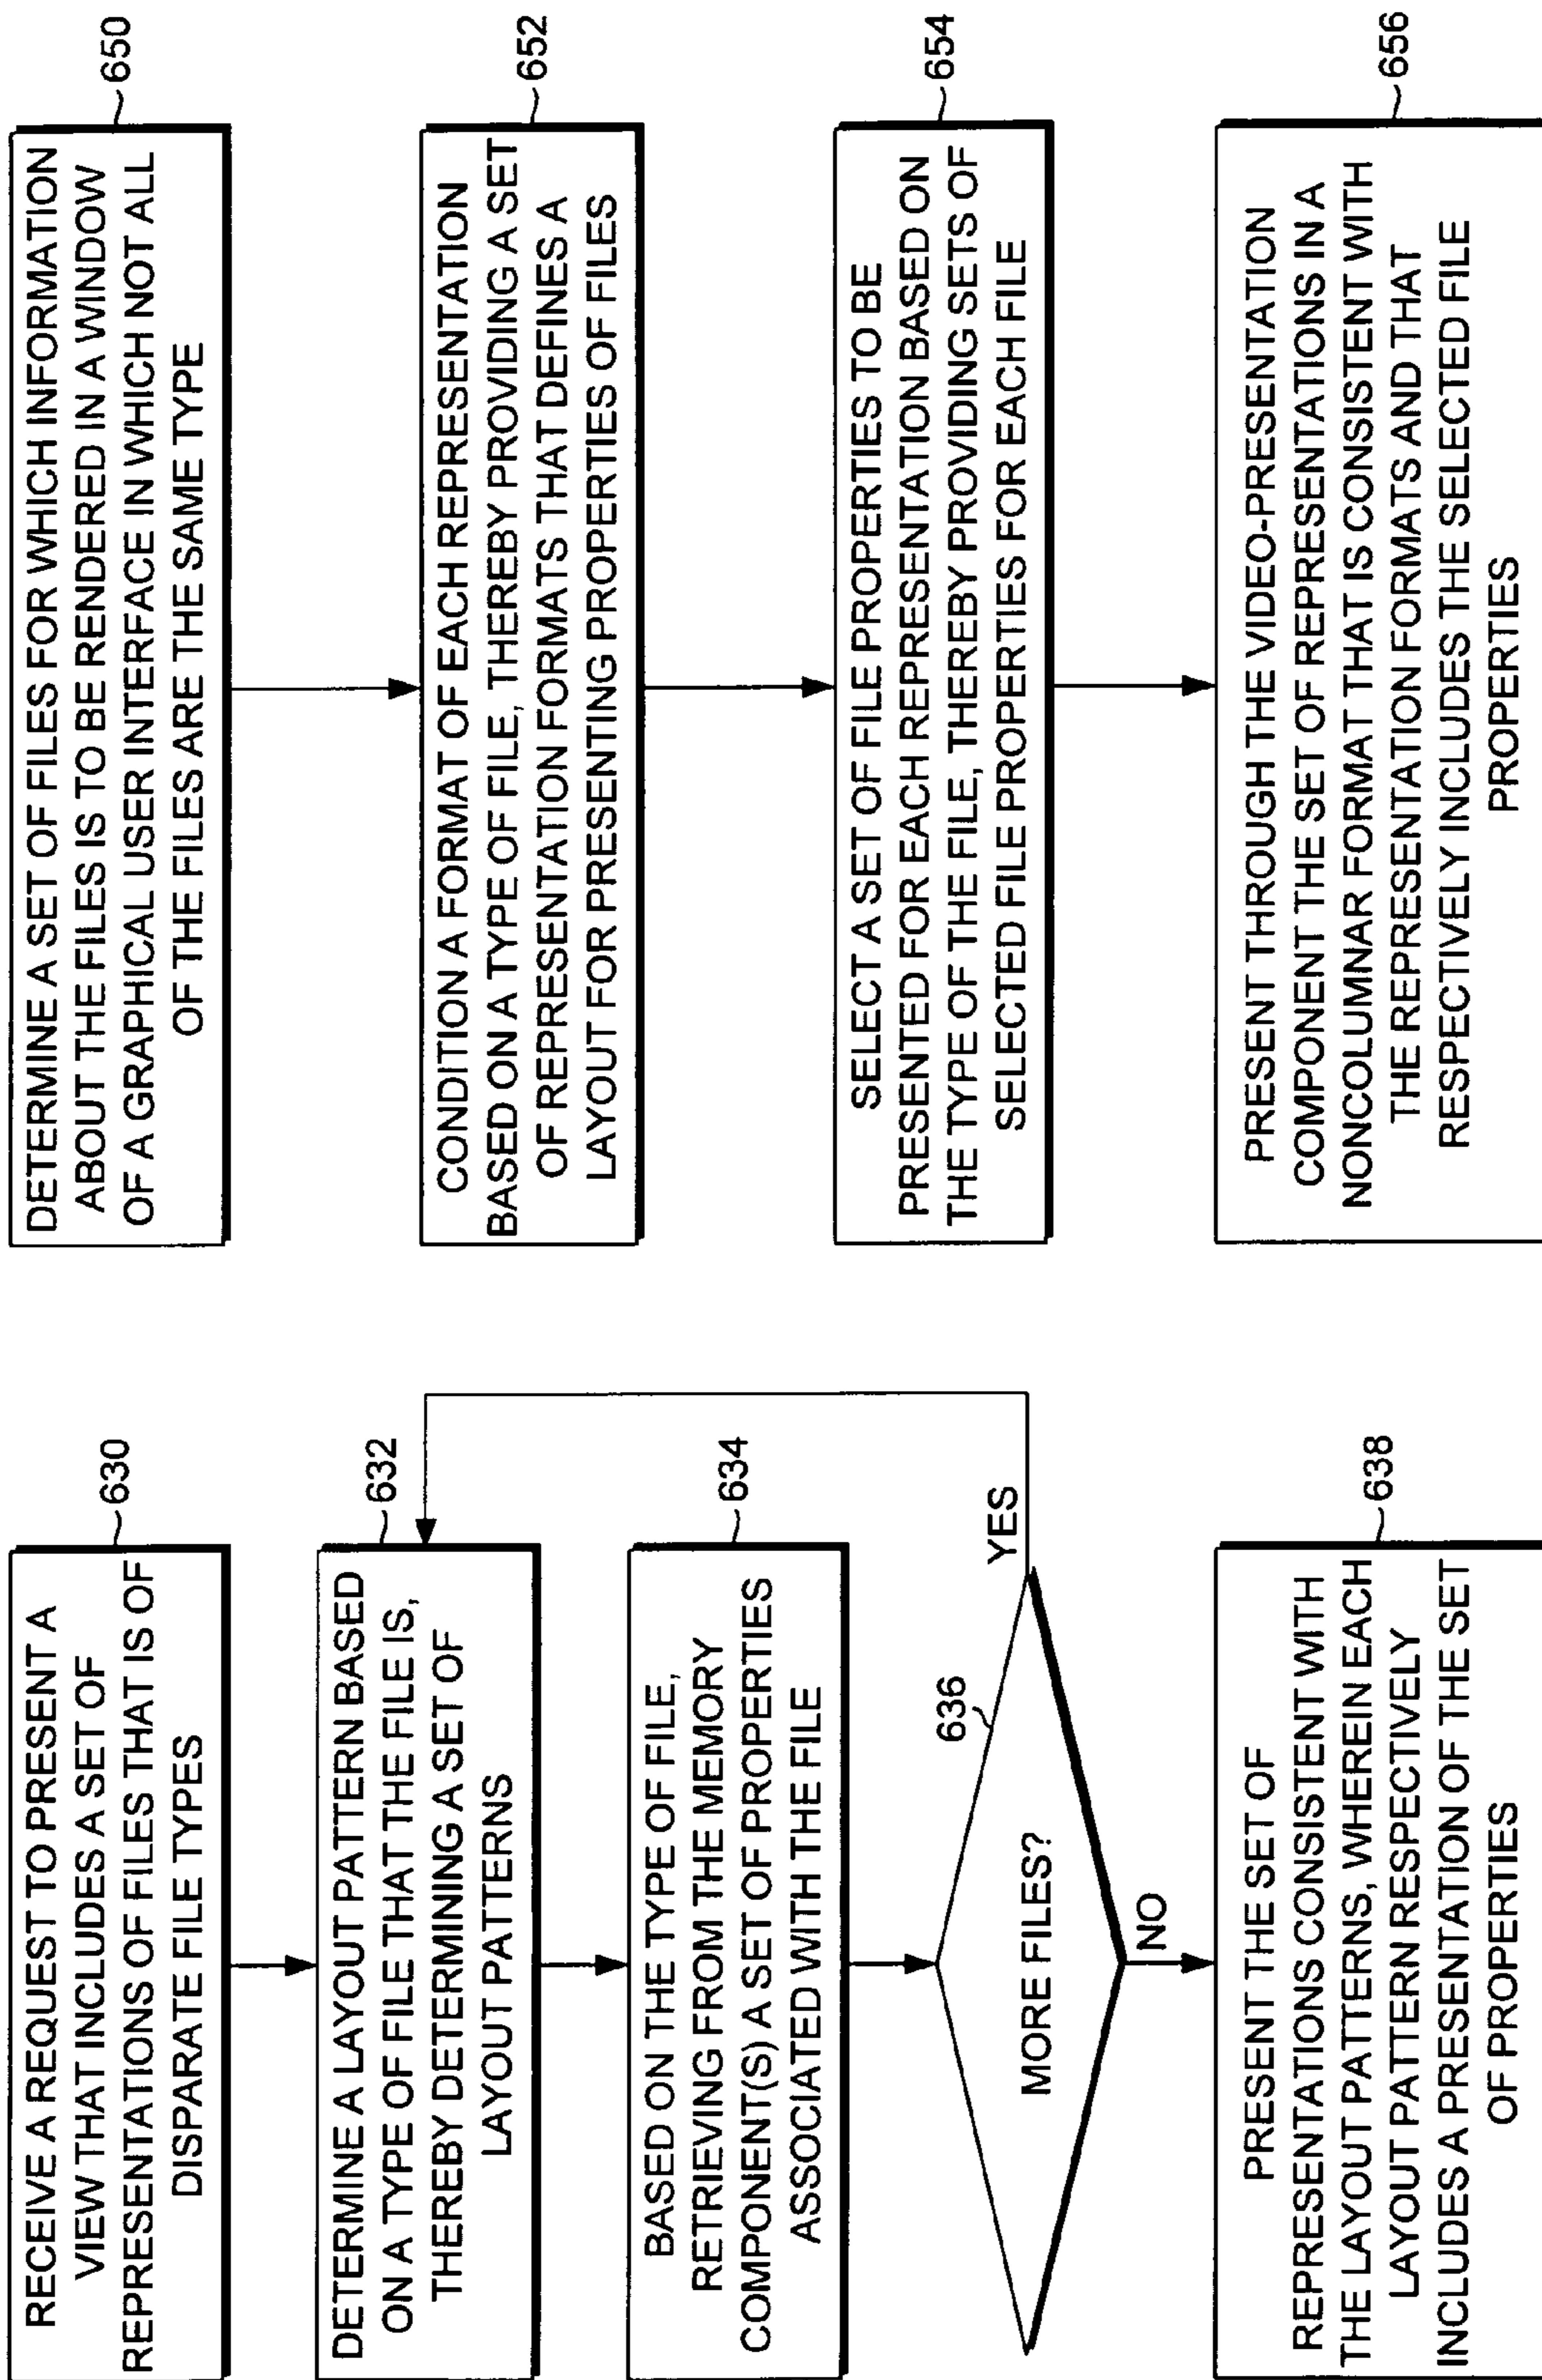 RECEIVE A REQUEST TO PRESENT A
VIEW THAT INCLUDES A SET OF
REPRESENTATIONS OF FILES THAT IS OF
DISPARATE FILE TYPES
630
DETERMINE A LAYOUT PATTERN BASED
ON A TYPE OF FILE THAT THE FILE IS,
THEREBY DETERMINING A SET OF
LAYOUT PATTERNS
632
BASED ON THE TYPE OF FILE,
RETRIEVING FROM THE MEMORY
COMPONENT(S) A SET OF PROPERTIES
ASSOCIATED WITH THE FILE
634
636
MORE FILES?
YES
NO
PRESENT THE SET OF
REPRESENTATIONS CONSISTENT WITH
THE LAYOUT PATTERNS, WHEREIN EACH
LAYOUT PATTERN RESPECTIVELY
INCLUDES A PRESENTATION OF THE SET
OF PROPERTIES
638
DETERMINE A SET OF FILES FOR WHICH INFORMATION
ABOUT THE FILES IS TO BE RENDERED IN A WINDOW
OF A GRAPHICAL USER INTERFACE IN WHICH NOT ALL
OF THE FILES ARE THE SAME TYPE
650
CONDITION A FORMAT OF EACH REPRESENTATION
BASED ON A TYPE OF FILE, THEREBY PROVIDING A SET
OF REPRESENTATION FORMATS THAT DEFINES A
LAYOUT FOR PRESENTING PROPERTIES OF FILES
652
SELECT A SET OF FILE PROPERTIES TO BE
PRESENTED FOR EACH REPRESENTATION BASED ON
THE TYPE OF THE FILE, THEREBY PROVIDING SETS OF
SELECTED FILE PROPERTIES FOR EACH FILE
654
PRESENT THROUGH THE VIDEO-PRESENTATION
COMPONENT THE SET OF REPRESENTATIONS IN A
NONCOLUMNAR FORMAT THAT IS CONSISTENT WITH
THE REPRESENTATION FORMATS AND THAT
RESPECTIVELY INCLUDES THE SELECTED FILE
PROPERTIES
656